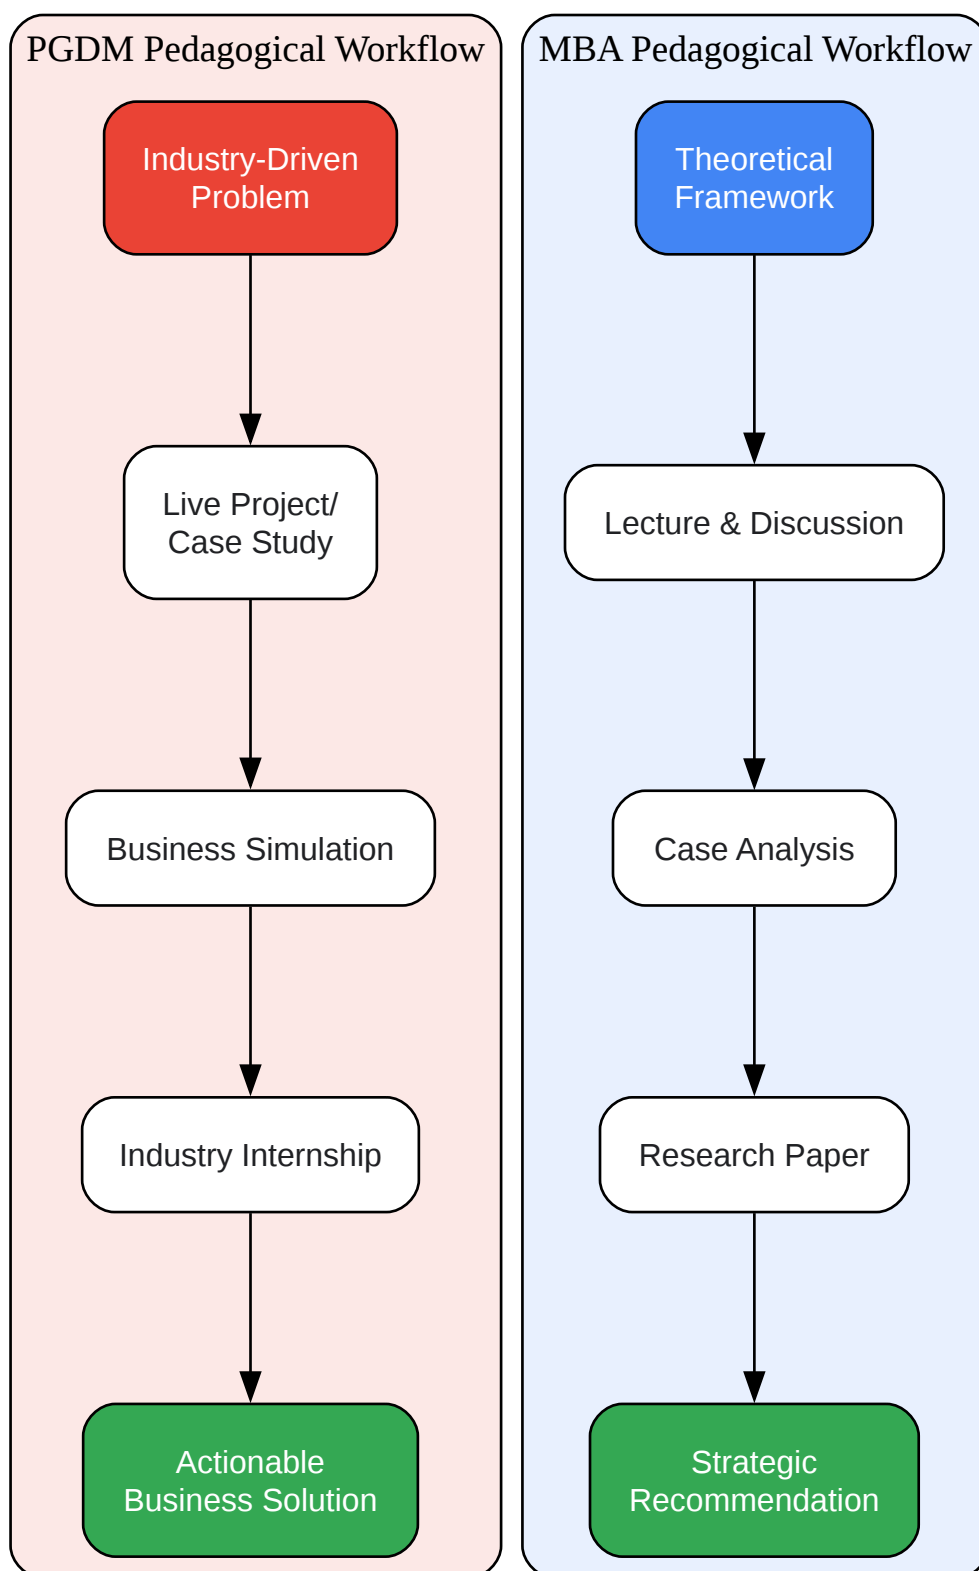 PGDM Pedagogical Workflow
Industry-Driven
Problem
Live Project/
Case Study
Business Simulation
Industry Internship
Actionable
Business Solution
MBA Pedagogical Workflow
Theoretical
Framework
Lecture & Discussion
Case Analysis
Research Paper
Strategic
Recommendation